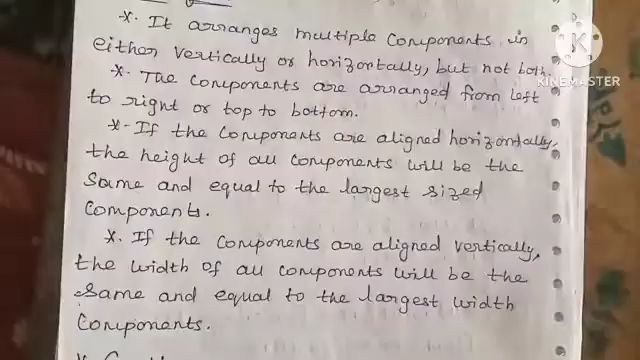 *. It arranges multiple Components in
either vertically or horizontally, but not both
*. The Components are arranged from left
to right or top to bottom.
*. If the Components are aligned horizontally,
the height of all components will be the
Same and equal to the largest sized
Components.
*. If the Components are aligned vertically,
the width of all components will be the
Same and equal to the largest width
Components.
KINEMASTER